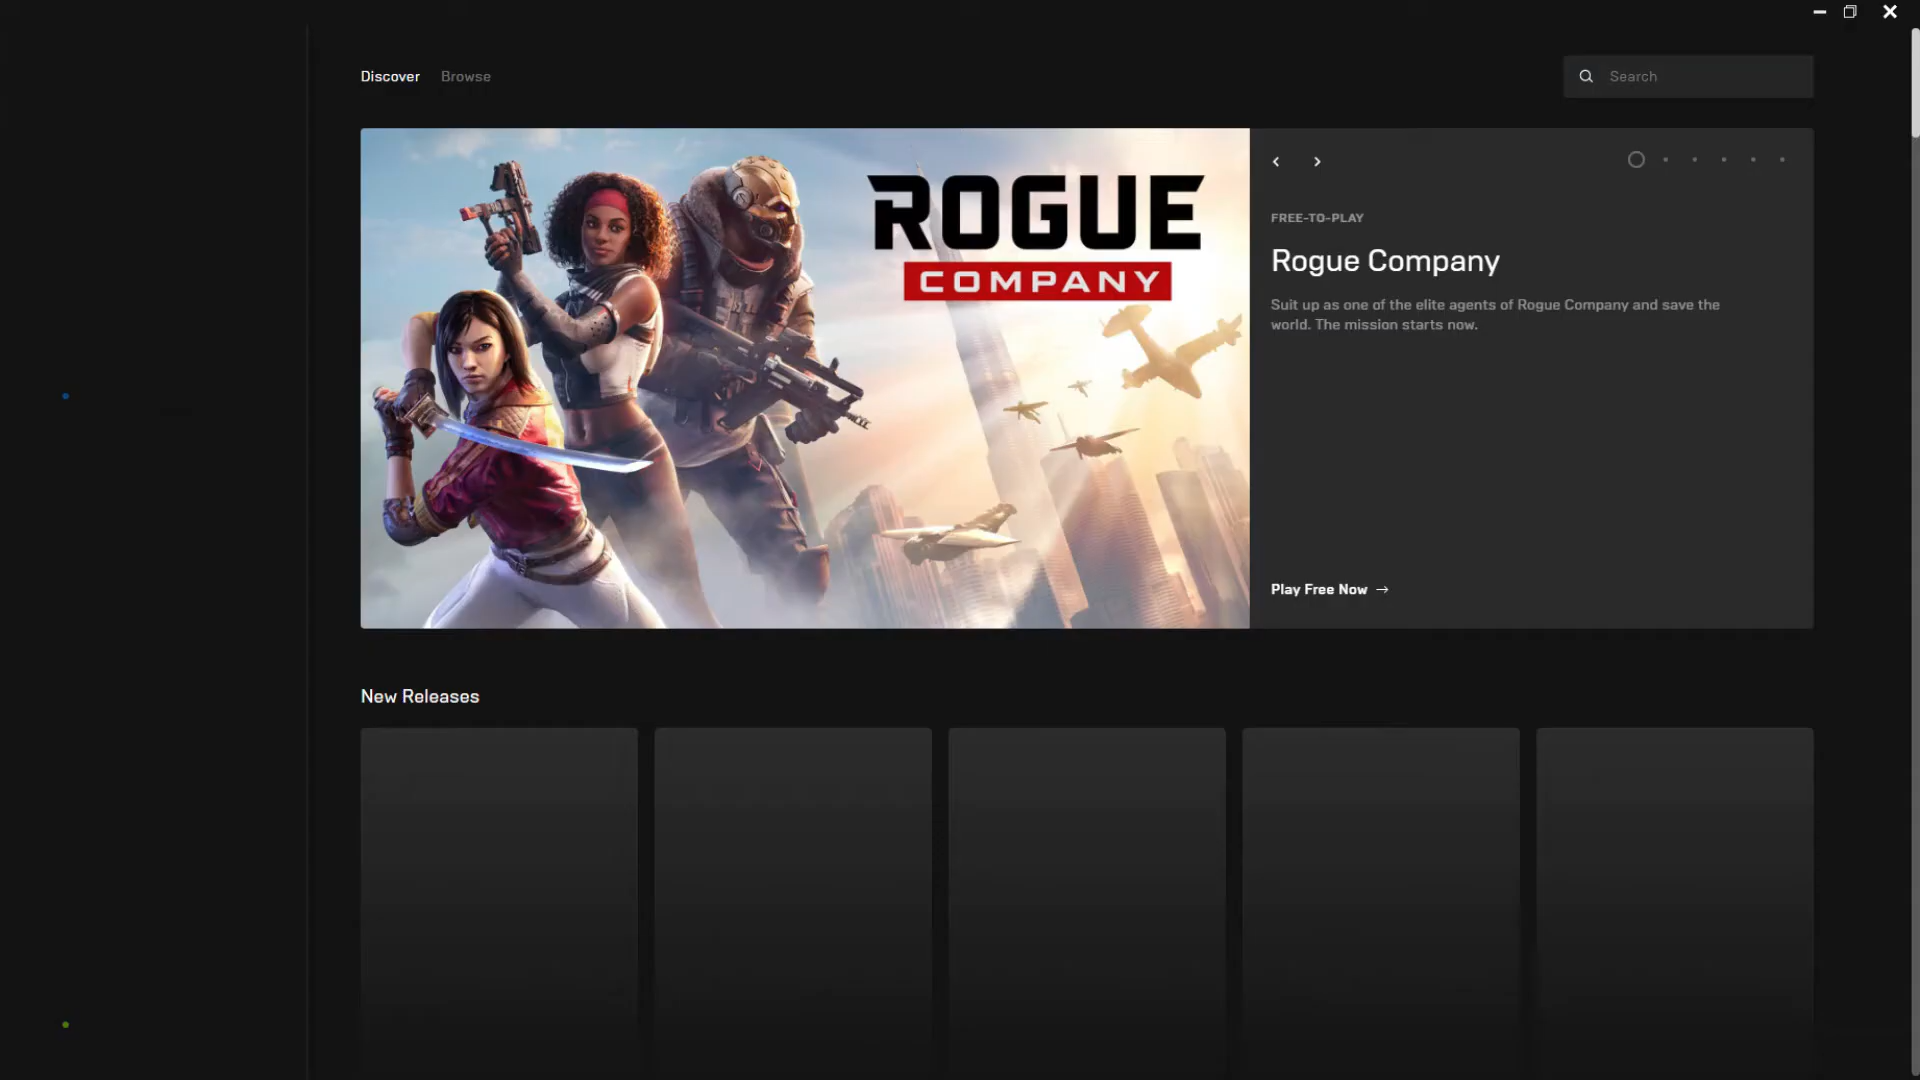 Discover
Browse
Search
ROGUE
COMPANY
FREE-TO-PLAY
Rogue Company
Suit up as one of the elite agents of Rogue Company and save the
world. The mission starts now.
Play Free Now →
New Releases